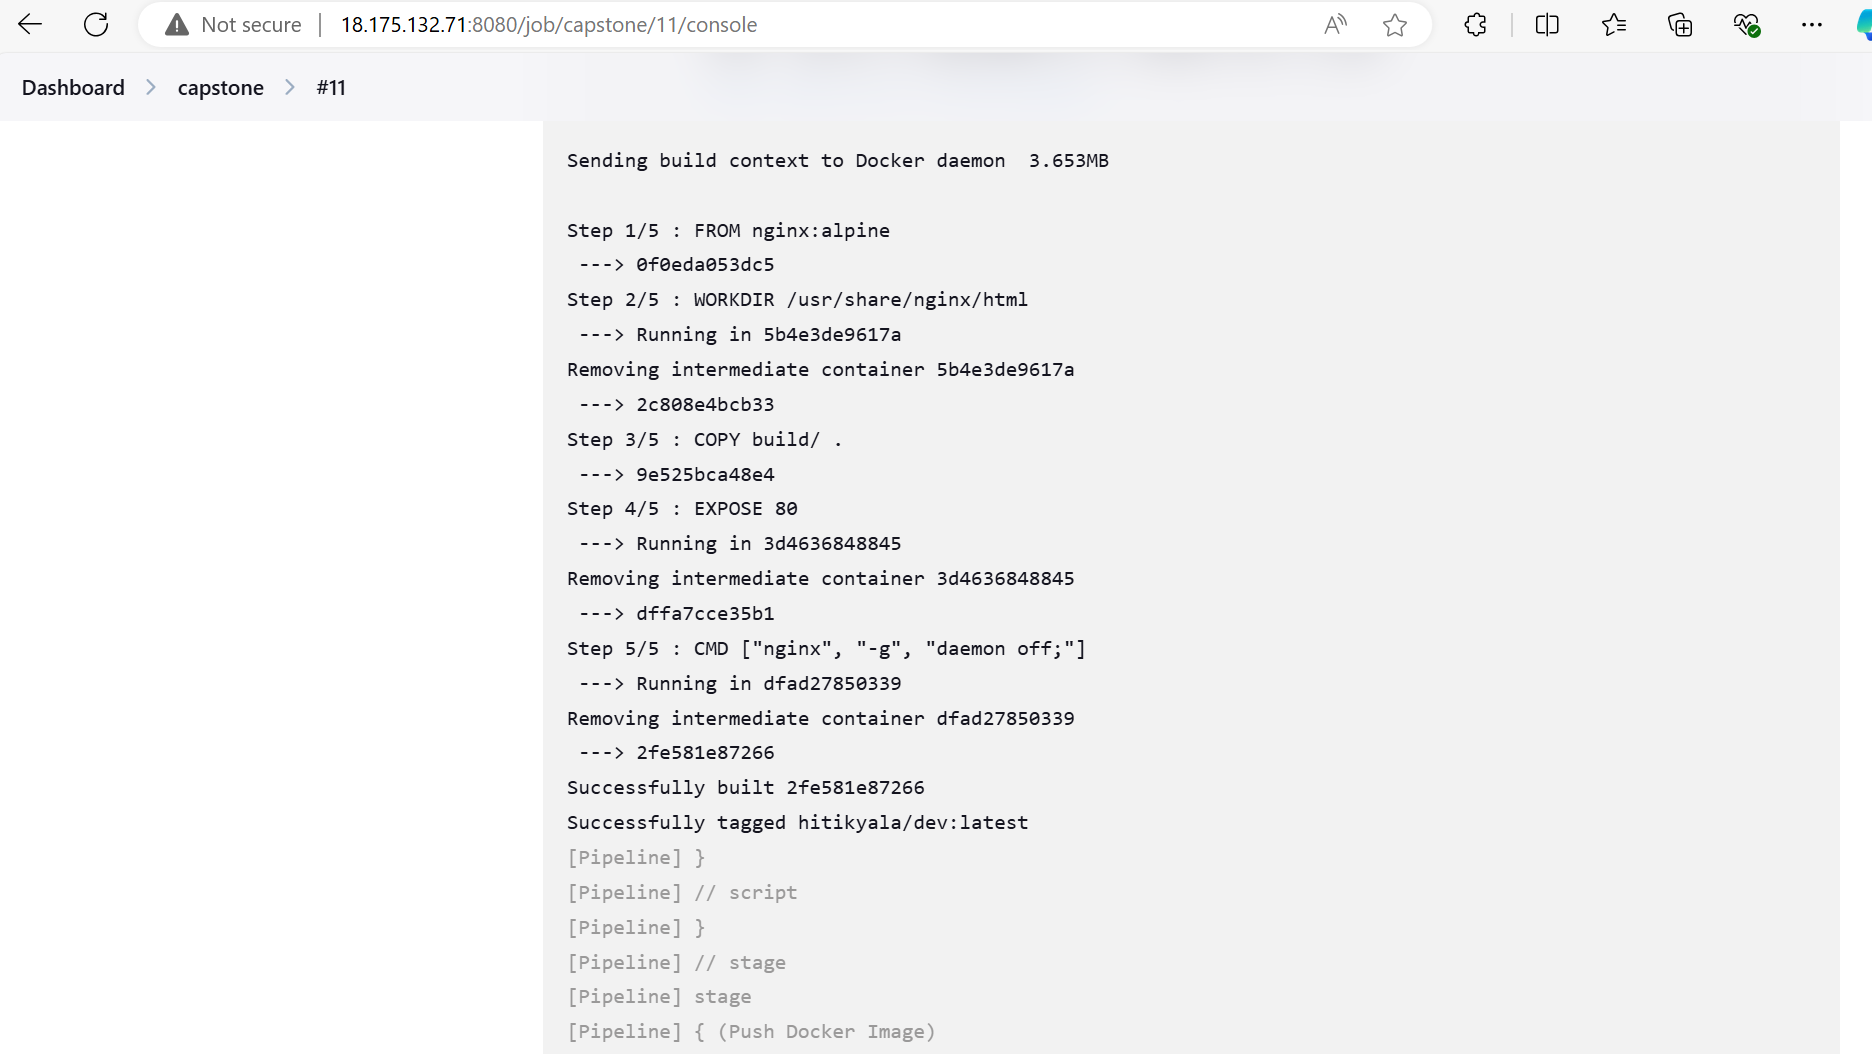 Not secure | 18.175.132.71:8080/job/capstone/11/console
Dashboard > capstone > #11
Sending build context to Docker daemon  3.653MB
Step 1/5 : FROM nginx:alpine
 ---> 0f0eda053dc5
Step 2/5 : WORKDIR /usr/share/nginx/html
 ---> Running in 5b4e3de9617a
Removing intermediate container 5b4e3de9617a
 ---> 2c808e4bcb33
Step 3/5 : COPY build/ .
 ---> 9e525bca48e4
Step 4/5 : EXPOSE 80
 ---> Running in 3d4636848845
Removing intermediate container 3d4636848845
 ---> dffa7cce35b1
Step 5/5 : CMD ["nginx", "-g", "daemon off;"]
 ---> Running in dfad27850339
Removing intermediate container dfad27850339
 ---> 2fe581e87266
Successfully built 2fe581e87266
Successfully tagged hitikyala/dev:latest
[Pipeline] }
[Pipeline] // script
[Pipeline] }
[Pipeline] // stage
[Pipeline] stage
[Pipeline] { (Push Docker Image)